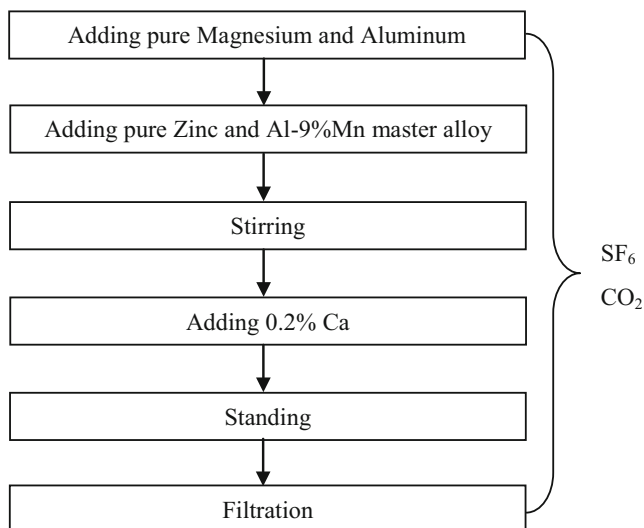 Adding pure Magnesium and Aluminum
Adding pure Zinc and Al-9%Mn master alloy
Stirring
Adding 0.2% Ca
Standing
Filtration
SF₆
CO₂